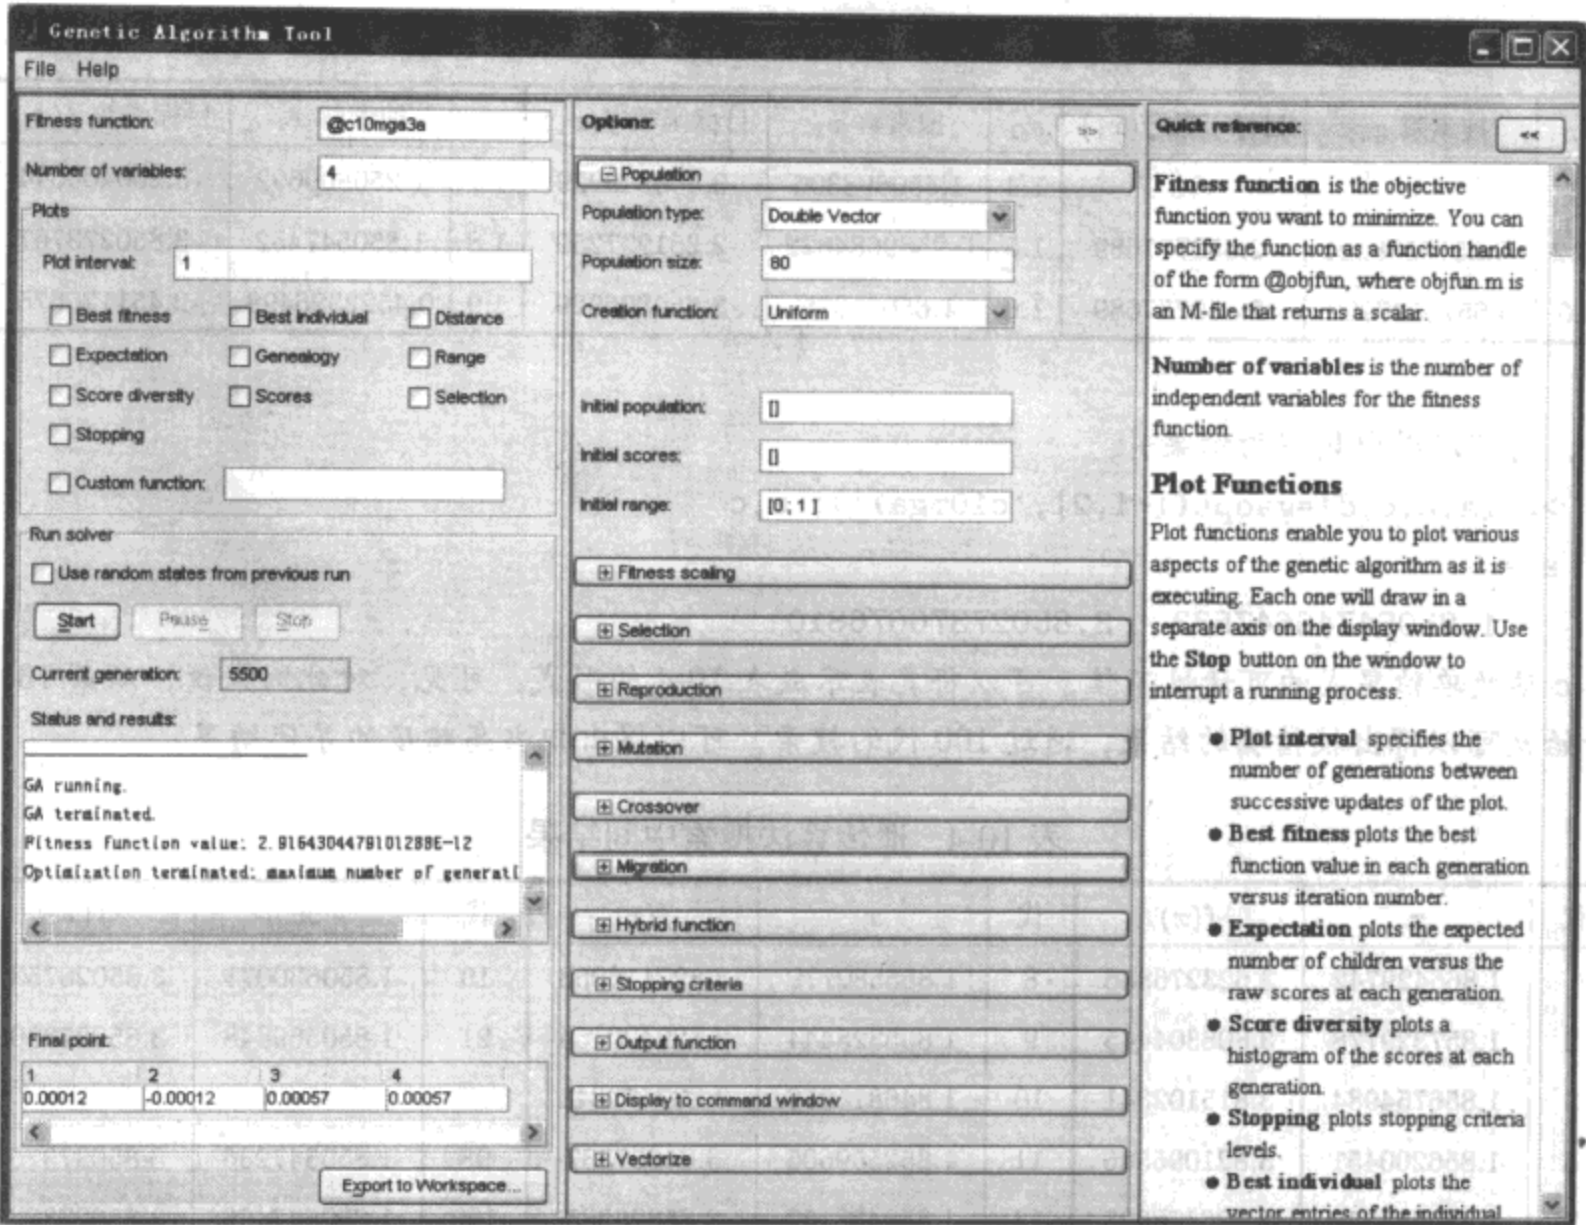 Genetic Algorithm Tool
File Help
Fitness function: @c10mga3a
Number of variables: 4
Plots
Plot interval: 1
Best fitness Best individual Distance
Expectation Genealogy Range
Score diversity Scores Selection
Stopping
Custom function:
Run solver
Use random states from previous run
Start Pause Stop
Current generation: 5500
Status and results:
GA running.
GA terminated.
Fitness function value: 2.9164304479101289E-12
Optimization terminated: maximum number of generati
Final point:
1 2 3 4
0.00012 -0.00012 0.00057 0.00057
Export to Workspace...
Options: >>
Population
Population type: Double Vector
Population size: 80
Creation function: Uniform
Initial population: []
Initial scores: []
Initial range: [0 ; 1 ]
Fitness scaling
Selection
Reproduction
Mutation
Crossover
Migration
Hybrid function
Stopping criteria
Output function
Display to command window
Vectorize
Quick reference: <<
Fitness function is the objective
function you want to minimize. You can
specify the function as a function handle
of the form @objfun, where objfun.m is
an M-file that returns a scalar.
Number of variables is the number of
independent variables for the fitness
function.
Plot Functions
Plot functions enable you to plot various
aspects of the genetic algorithm as it is
executing. Each one will draw in a
separate axis on the display window. Use
the Stop button on the window to
interrupt a running process.
● Plot interval specifies the
number of generations between
successive updates of the plot.
● Best fitness plots the best
function value in each generation
versus iteration number.
● Expectation plots the expected
number of children versus the
raw scores at each generation.
● Score diversity plots a
histogram of the scores at each
generation.
● Stopping plots stopping criteria
levels.
● Best individual plots the
vector entries of the individual